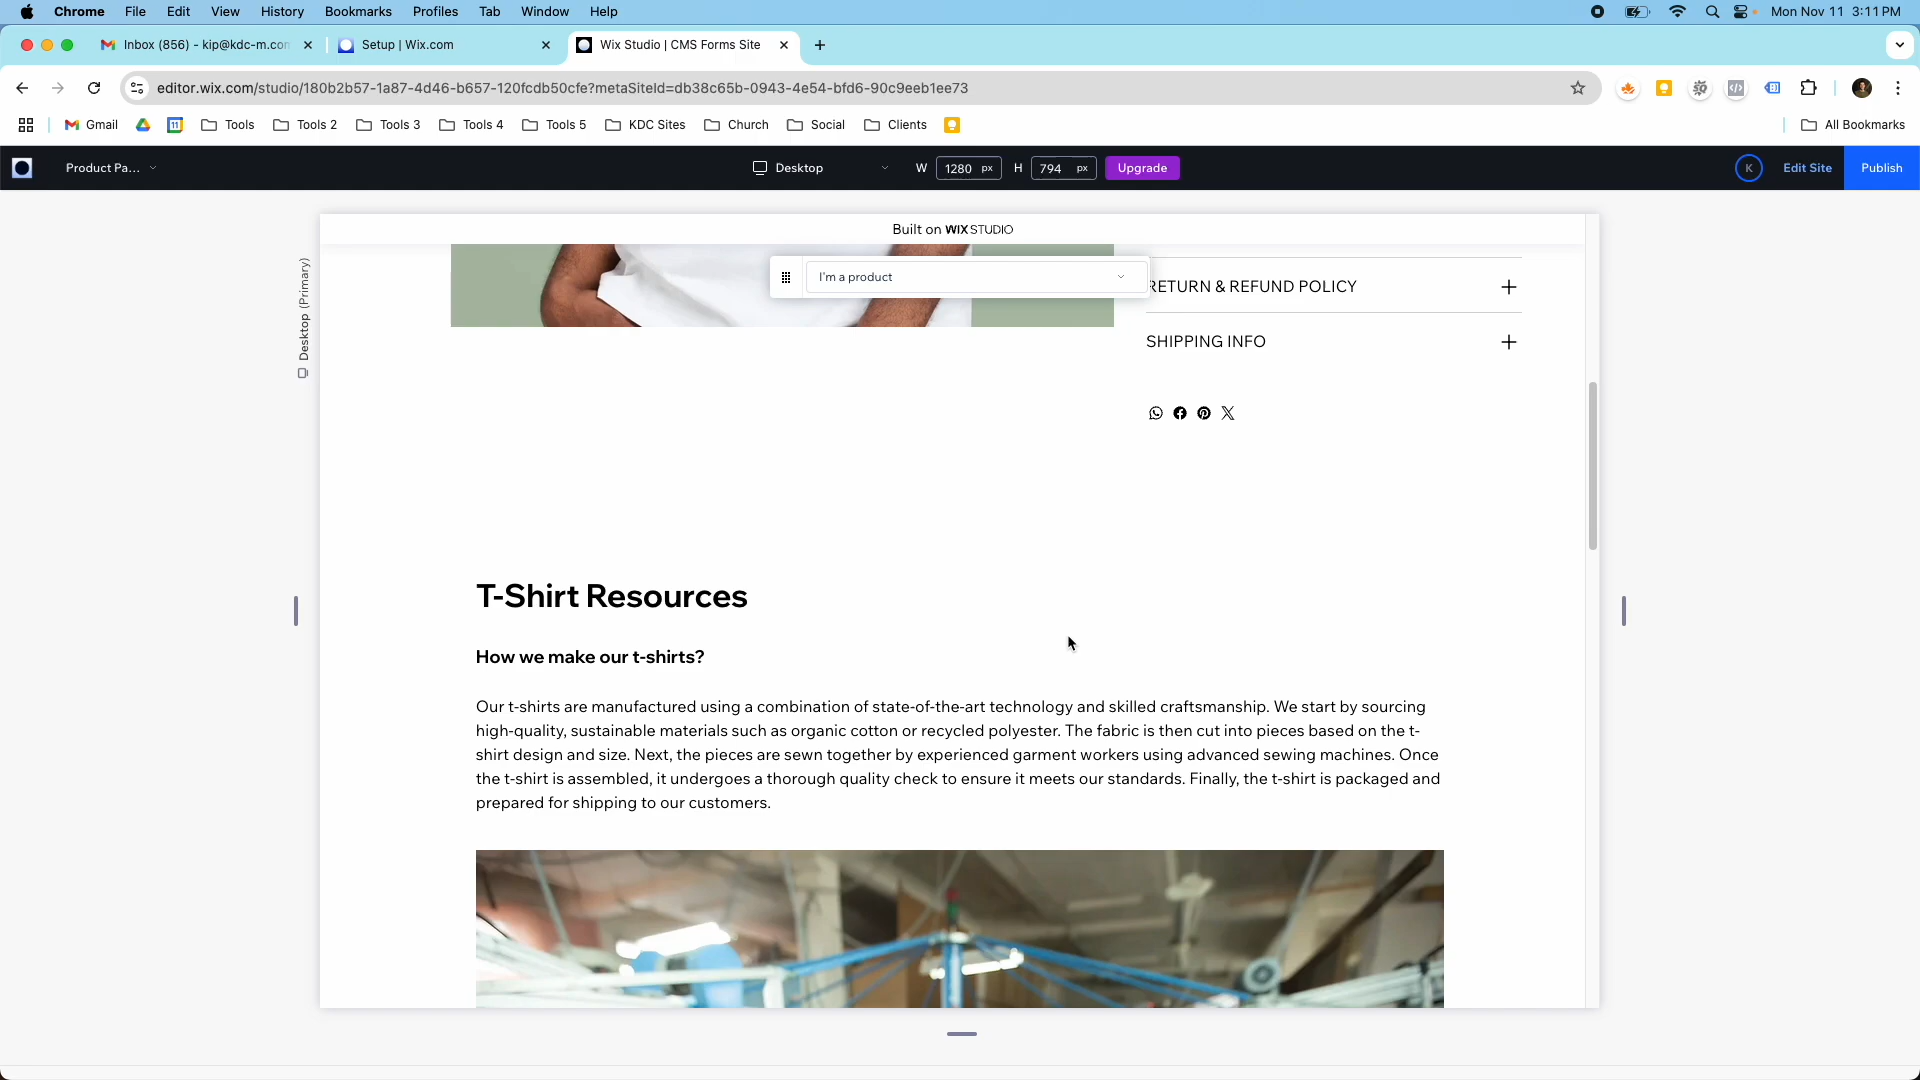 Chrome File Edit View History Bookmarks Profiles Tab Window Help Mon Nov 11 3:11 PM
Inbox (856) - kip@kdc-m.con Setup | Wix.com Wix Studio | CMS Forms Site
editor.wix.com/studio/180b2b57-1a87-4d46-b657-120fcdb50cfe?metaSiteId=db38c65b-0943-4e54-bfd6-90c9eeb1ee73
Gmail 31 Tools Tools 2 Tools 3 Tools 4 Tools 5 KDC Sites Church Social Clients All Bookmarks
Product Pa... Desktop W 1280 px H 794 px Upgrade K Edit Site Publish
Built on WIX STUDIO
Desktop (Primary)
I'm a product
RETURN & REFUND POLICY
SHIPPING INFO
T-Shirt Resources
How we make our t-shirts?
Our t-shirts are manufactured using a combination of state-of-the-art technology and skilled craftsmanship. We start by sourcing
high-quality, sustainable materials such as organic cotton or recycled polyester. The fabric is then cut into pieces based on the t-
shirt design and size. Next, the pieces are sewn together by experienced garment workers using advanced sewing machines. Once
the t-shirt is assembled, it undergoes a thorough quality check to ensure it meets our standards. Finally, the t-shirt is packaged and
prepared for shipping to our customers.